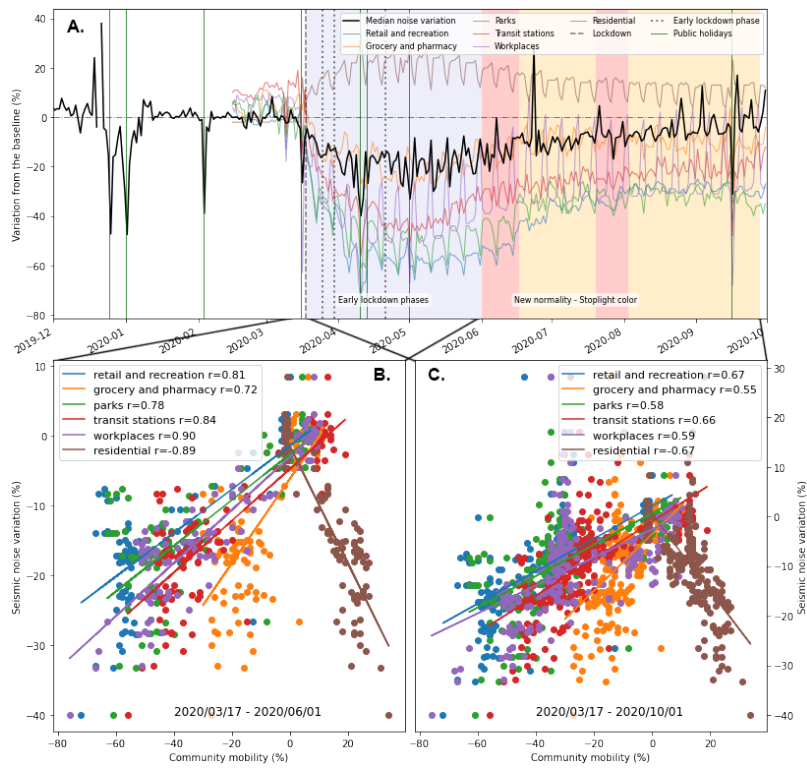 A.
Median noise variation
Retail and recreation
Grocery and pharmacy
Parks
Transit stations
Workplaces
Residential
Lockdown
Early lockdown phase
Public holidays
Variation from the baseline (%)
40
20
0
−20
−40
−60
−80
Early lockdown phases
New normality - Stoplight color
2019-12
2020-01
2020-02
2020-03
2020-04
2020-05
2020-06
2020-07
2020-08
2020-09
2020-10
B.
retail and recreation r=0.81
grocery and pharmacy r=0.72
parks r=0.78
transit stations r=0.84
workplaces r=0.90
residential r=-0.89
Seismic noise variation (%)
10
0
−10
−20
−30
−40
2020/03/17 - 2020/06/01
−80
−60
−40
−20
0
20
Community mobility (%)
C.
retail and recreation r=0.67
grocery and pharmacy r=0.55
parks r=0.58
transit stations r=0.66
workplaces r=0.59
residential r=-0.67
30
20
10
0
−10
−20
−30
−40
Seismic noise variation (%)
2020/03/17 - 2020/10/01
−80
−60
−40
−20
0
20
Community mobility (%)